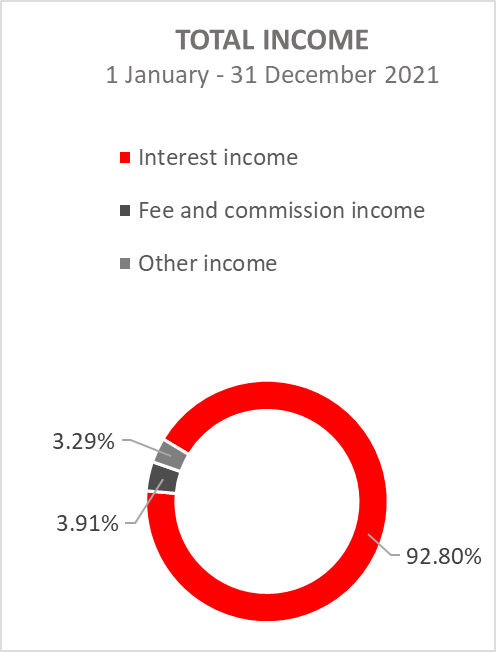 TOTAL INCOME
1 January - 31 December 2021
Interest income
Fee and commission income
Other income
3.29%
3.91%
92.80%